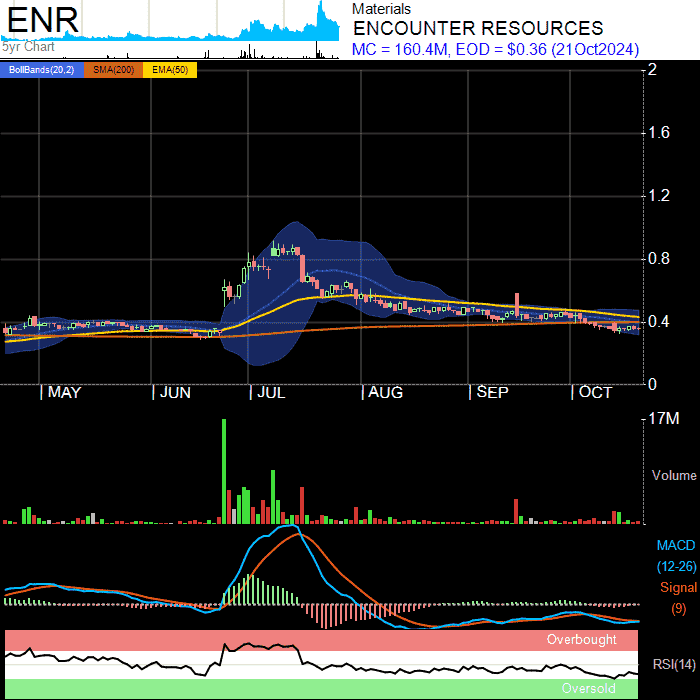 ENR
5yr Chart
Materials
ENCOUNTER RESOURCES
MC = 160.4M, EOD = $0.36 (21Oct2024)
BollBands(20,2) SMA(200) EMA(50)
2
1.6
1.2
0.8
0.4
0
MAY JUN JUL AUG SEP OCT
17M
Volume
MACD
(12-26)
Signal
(9)
Overbought
RSI(14)
Oversold